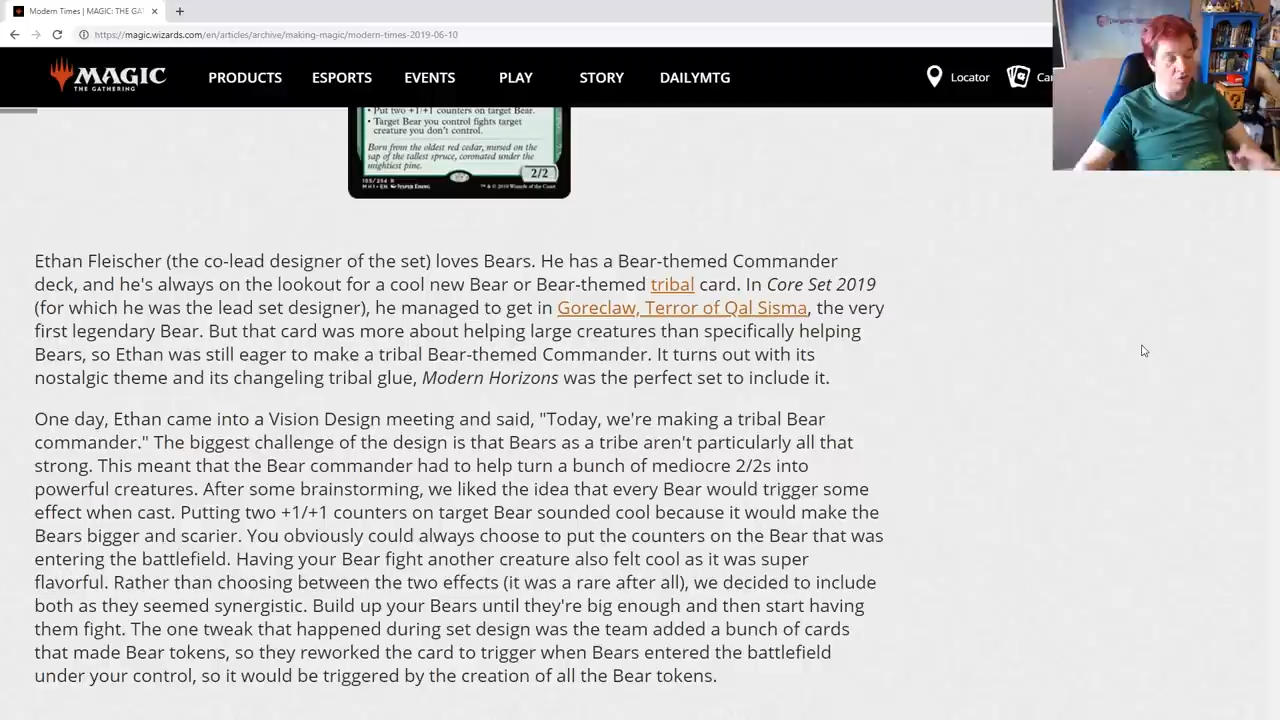 Modern Times | MAGIC: THE GA
https://magic.wizards.com/en/articles/archive/making-magic/modern-times-2019-06-10
MAGIC
THE GATHERING
PRODUCTS
ESPORTS
EVENTS
PLAY
STORY
DAILYMTG
Locator
• Put two +1/+1 counters on target Bear.
• Target Bear you control fights target
creature you don't control.
Born from the oldest red cedar, nursed on the
sap of the tallest spruce, coronated under the
mightiest pine.
2/2
Ethan Fleischer (the co-lead designer of the set) loves Bears. He has a Bear-themed Commander
deck, and he's always on the lookout for a cool new Bear or Bear-themed tribal card. In Core Set 2019
(for which he was the lead set designer), he managed to get in Goreclaw, Terror of Qal Sisma, the very
first legendary Bear. But that card was more about helping large creatures than specifically helping
Bears, so Ethan was still eager to make a tribal Bear-themed Commander. It turns out with its
nostalgic theme and its changeling tribal glue, Modern Horizons was the perfect set to include it.
One day, Ethan came into a Vision Design meeting and said, "Today, we're making a tribal Bear
commander." The biggest challenge of the design is that Bears as a tribe aren't particularly all that
strong. This meant that the Bear commander had to help turn a bunch of mediocre 2/2s into
powerful creatures. After some brainstorming, we liked the idea that every Bear would trigger some
effect when cast. Putting two +1/+1 counters on target Bear sounded cool because it would make the
Bears bigger and scarier. You obviously could always choose to put the counters on the Bear that was
entering the battlefield. Having your Bear fight another creature also felt cool as it was super
flavorful. Rather than choosing between the two effects (it was a rare after all), we decided to include
both as they seemed synergistic. Build up your Bears until they're big enough and then start having
them fight. The one tweak that happened during set design was the team added a bunch of cards
that made Bear tokens, so they reworked the card to trigger when Bears entered the battlefield
under your control, so it would be triggered by the creation of all the Bear tokens.